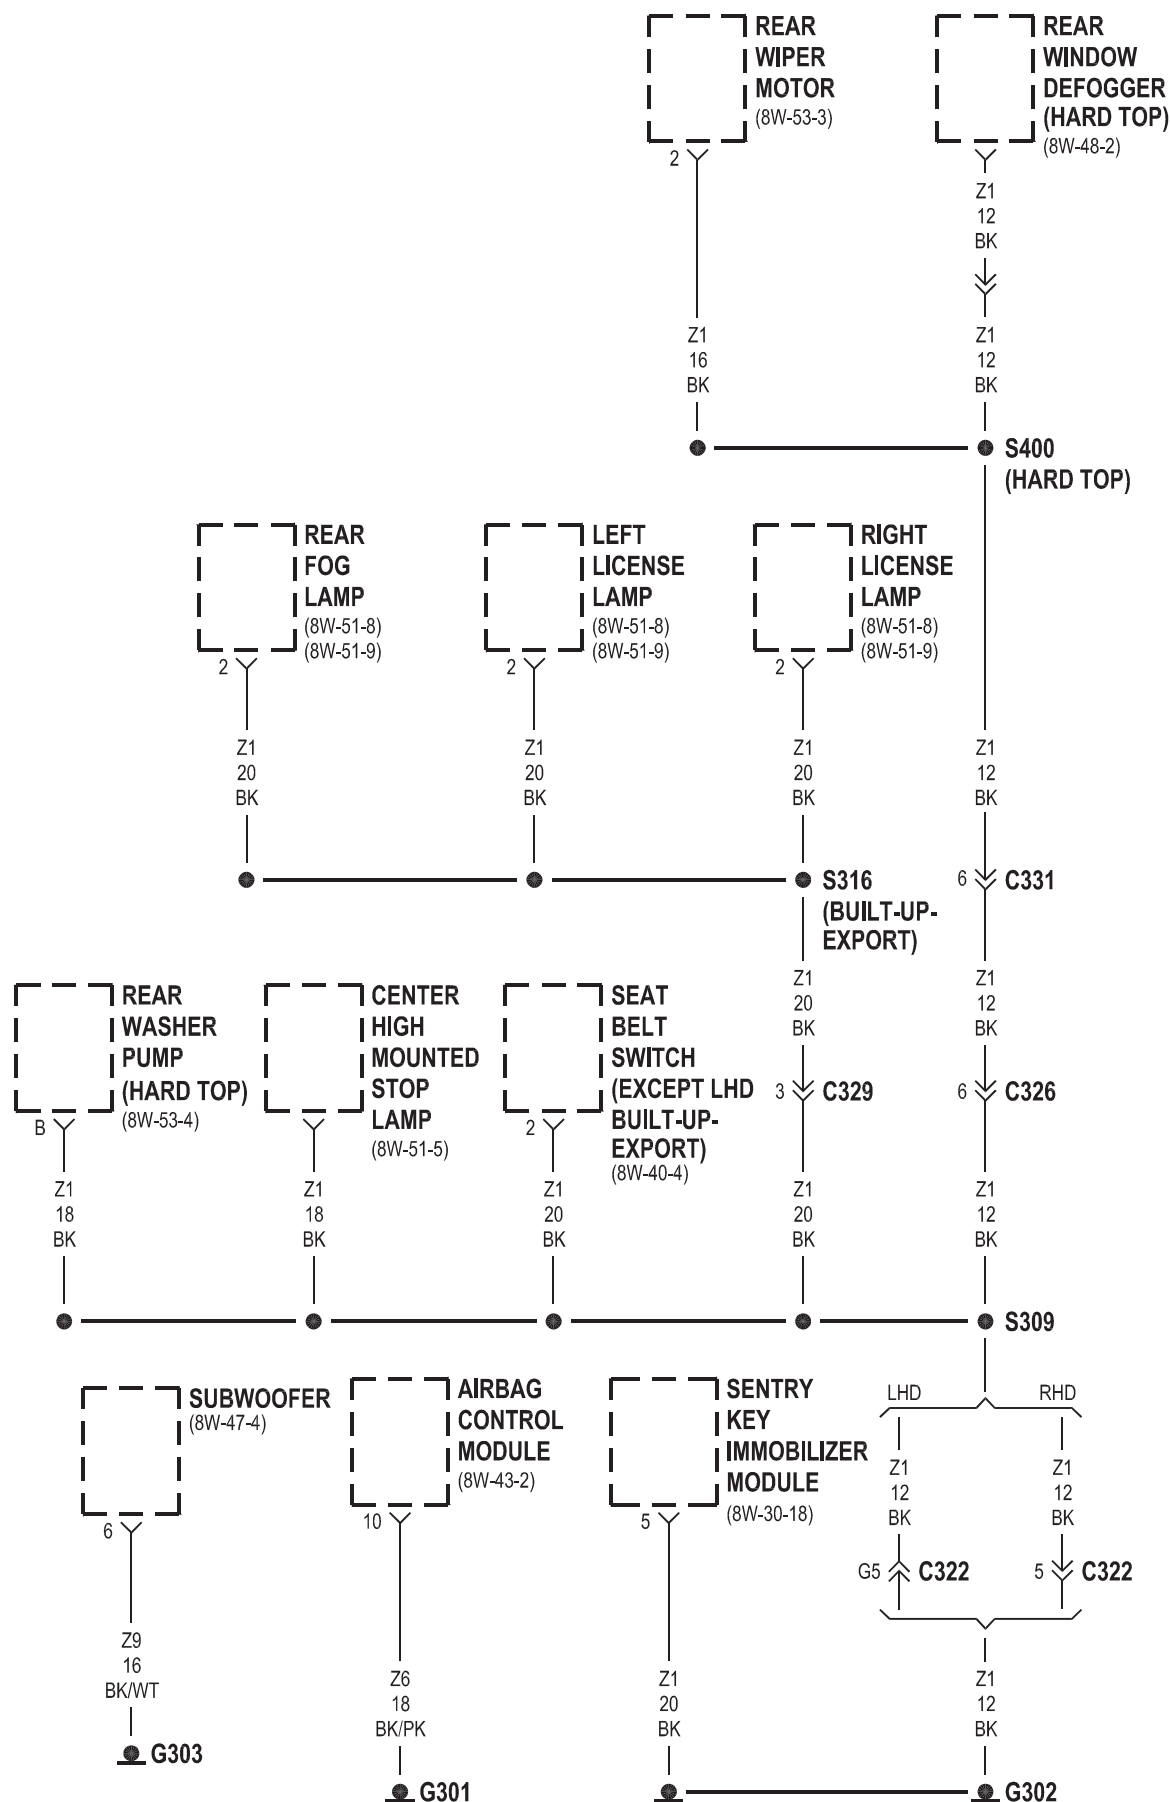 REAR
WIPER
MOTOR
(8W-53-3)
2
REAR
WINDOW
DEFOGGER
(HARD TOP)
(8W-48-2)
Z1
12
BK
Z1
16
BK
Z1
12
BK
S400
(HARD TOP)
REAR
FOG
LAMP
(8W-51-8)
(8W-51-9)
2
LEFT
LICENSE
LAMP
(8W-51-8)
(8W-51-9)
2
RIGHT
LICENSE
LAMP
(8W-51-8)
(8W-51-9)
2
Z1
20
BK
Z1
20
BK
Z1
20
BK
Z1
12
BK
S316
(BUILT-UP-
EXPORT)
6
C331
Z1
20
BK
Z1
12
BK
REAR
WASHER
PUMP
(HARD TOP)
(8W-53-4)
B
CENTER
HIGH
MOUNTED
STOP
LAMP
(8W-51-5)
SEAT
BELT
SWITCH
(EXCEPT LHD
BUILT-UP-
EXPORT)
(8W-40-4)
2
3
C329
6
C326
Z1
18
BK
Z1
18
BK
Z1
20
BK
Z1
20
BK
Z1
12
BK
S309
SUBWOOFER
(8W-47-4)
6
AIRBAG
CONTROL
MODULE
(8W-43-2)
10
SENTRY
KEY
IMMOBILIZER
MODULE
(8W-30-18)
5
LHD
RHD
Z1
12
BK
Z1
12
BK
G5
C322
5
C322
Z9
16
BK/WT
Z6
18
BK/PK
Z1
20
BK
Z1
12
BK
G303
G301
G302